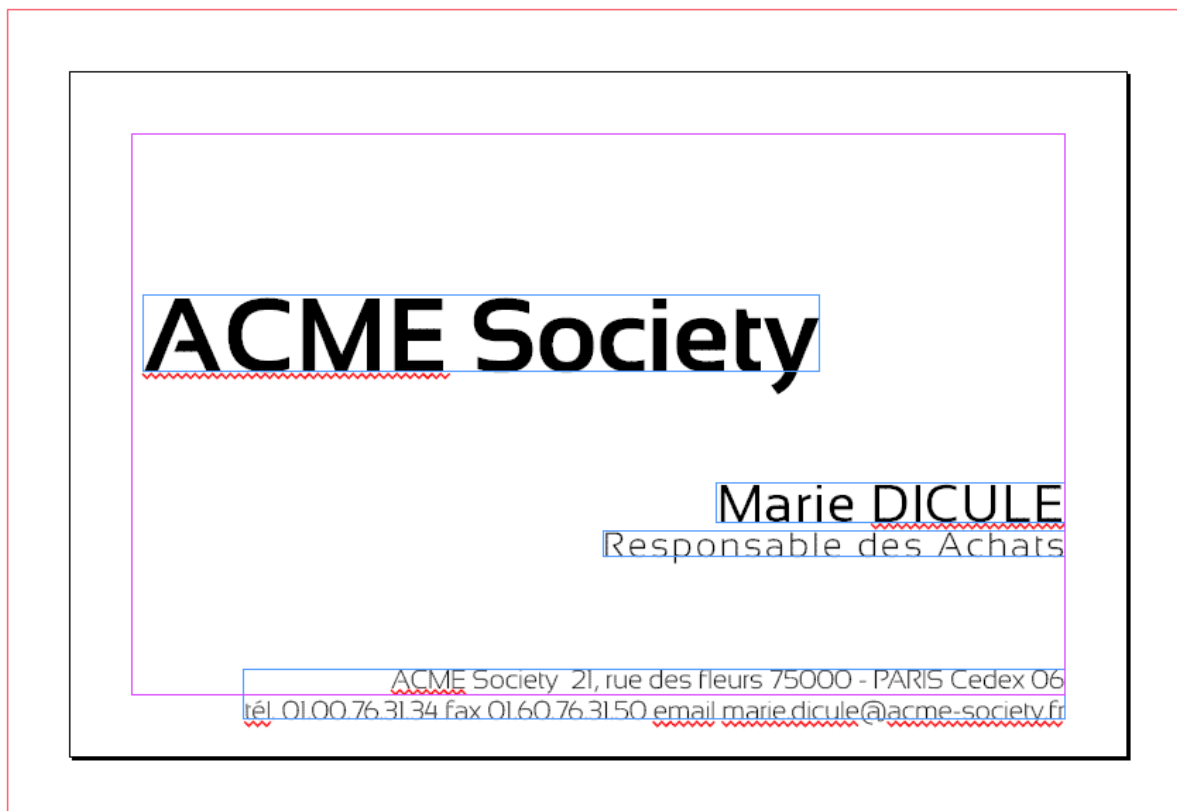 ACME Society
Marie DICULE
Responsable des Achats
ACME Society  21, rue des fleurs 75000 - PARIS Cedex 06
tél. 01.00.76.31.34 fax 01.60.76.31.50 email marie.dicule@acme-society.fr